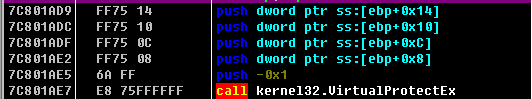 7C801AD9 FF75 14 push dword ptr ss:[ebp+0x14]
7C801ADC FF75 10 push dword ptr ss:[ebp+0x10]
7C801ADF FF75 0C push dword ptr ss:[ebp+0xC]
7C801AE2 FF75 08 push dword ptr ss:[ebp+0x8]
7C801AE5 6A FF push -0x1
7C801AE7 E8 75FFFFFF call kernel32.VirtualProtectEx